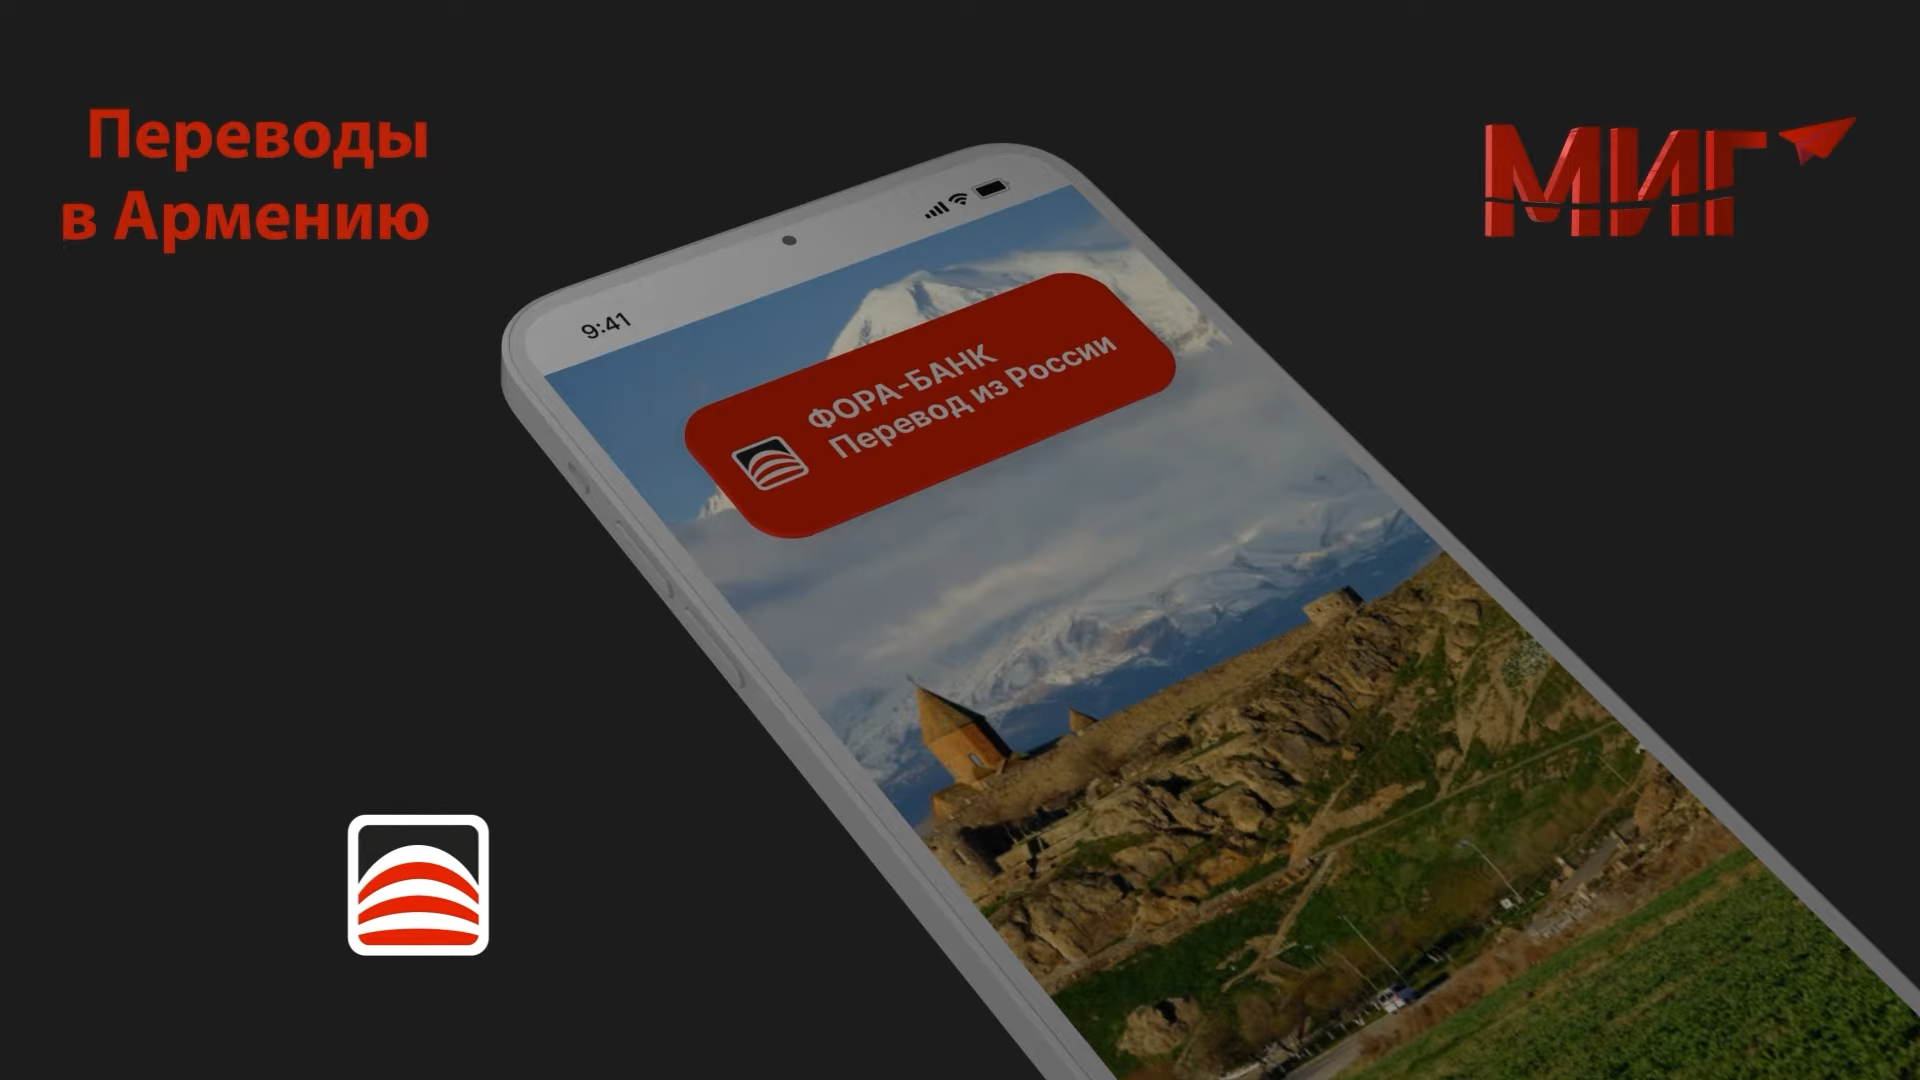 Переводы
в Армению
МИГ
9:41
ФОРА-БАНК
Перевод из России